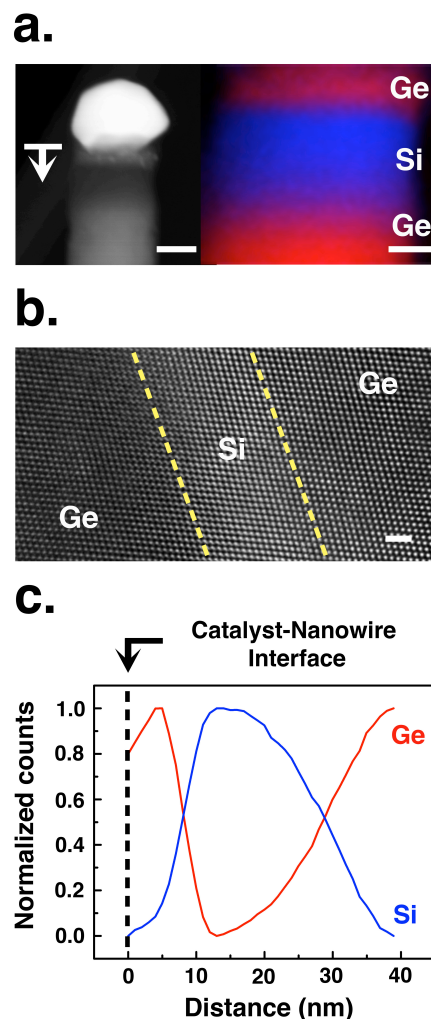 a.
Ge
Si
Ge
b.
Ge
Si
Ge
c.
Catalyst-Nanowire
Interface
1.0
0.8
0.6
0.4
0.2
0.0
Normalized counts
Ge
Si
0
10
20
30
40
Distance (nm)